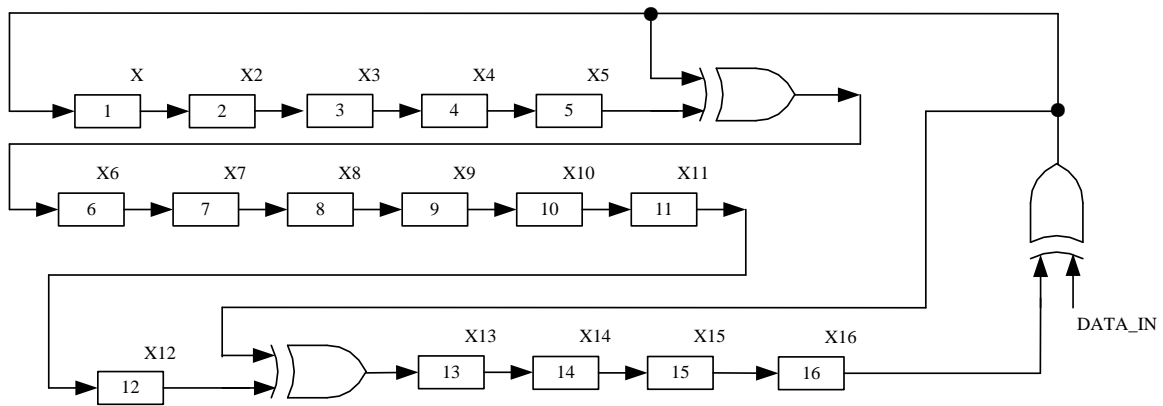 X X2 X3 X4 X5
1 2 3 4 5
X6 X7 X8 X9 X10 X11
6 7 8 9 10 11
DATA_IN
X12 X13 X14 X15 X16
12 13 14 15 16